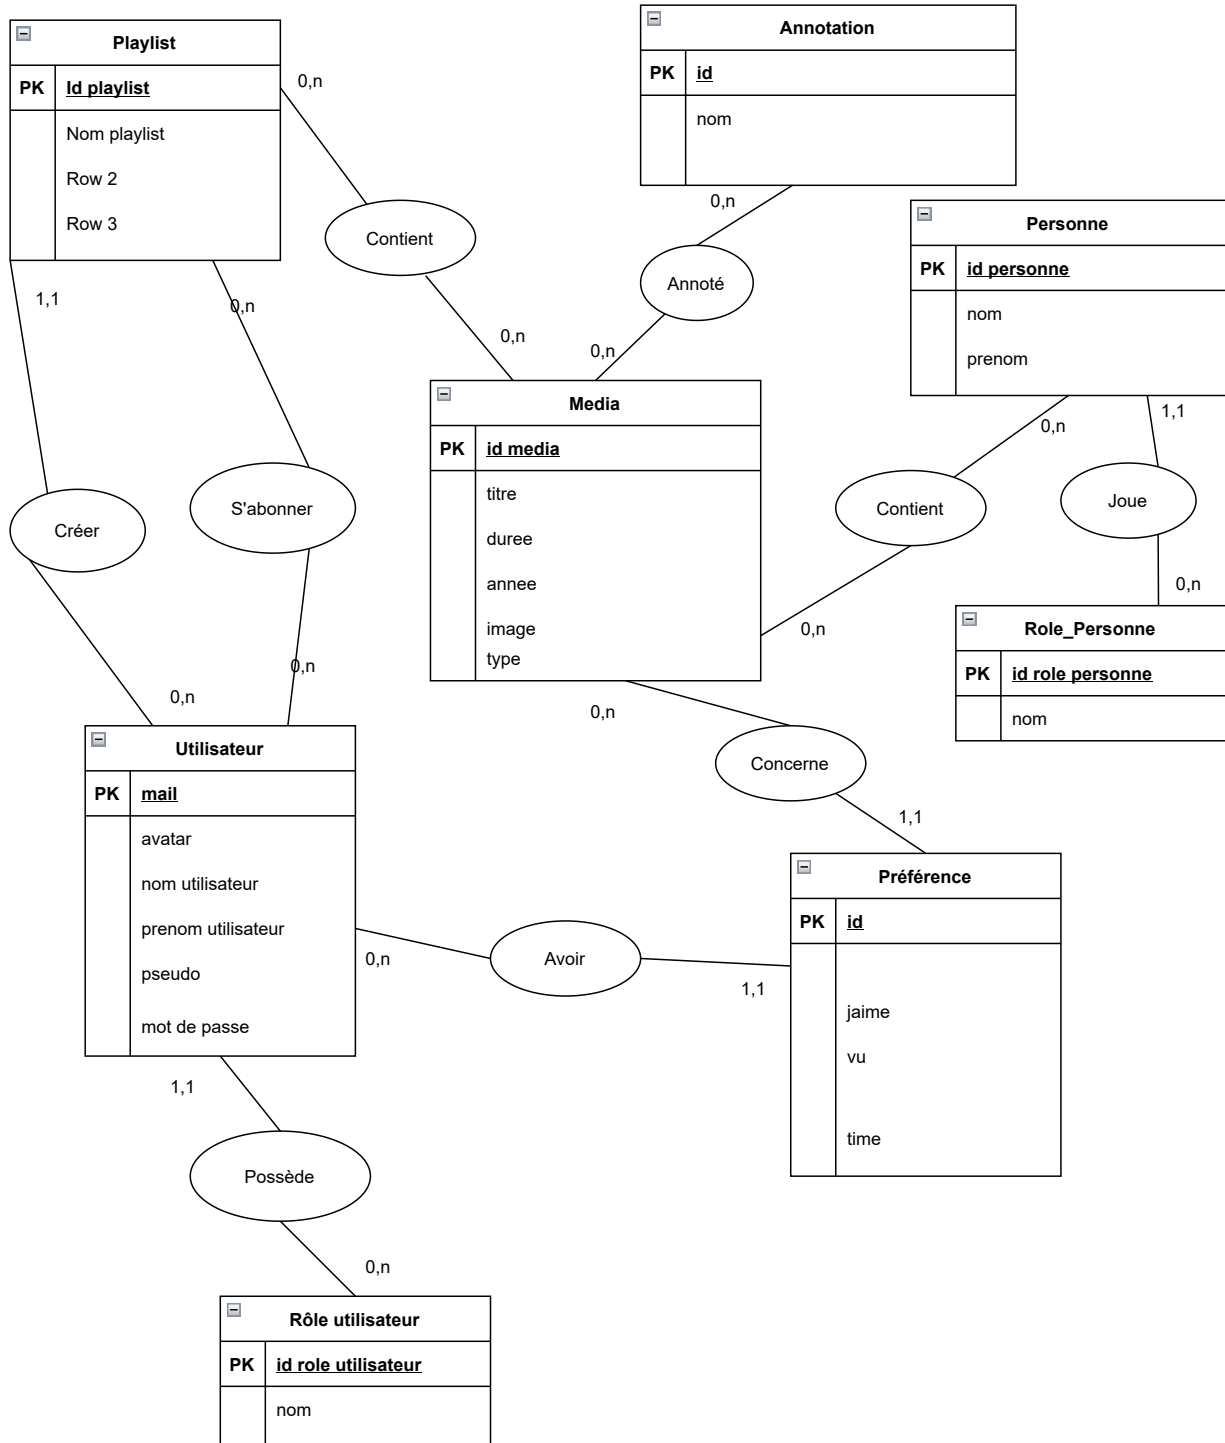 Playlist
PK Id playlist
Nom playlist
Row 2
Row 3
Annotation
PK id
nom
0,n
Contient
0,n
0,n
Annoté
0,n
Personne
PK id personne
nom
prenom
1,1
0,n
Créer
S'abonner
0,n
0,n
Media
PK id media
titre
duree
annee
image
type
0,n
1,1
Contient
Joue
0,n
0,n
Role_Personne
PK id role personne
nom
Utilisateur
PK mail
avatar
nom utilisateur
prenom utilisateur
pseudo
mot de passe
0,n
Concerne
1,1
Préférence
PK id
jaime
vu
time
0,n
Avoir
1,1
1,1
Possède
0,n
Rôle utilisateur
PK id role utilisateur
nom